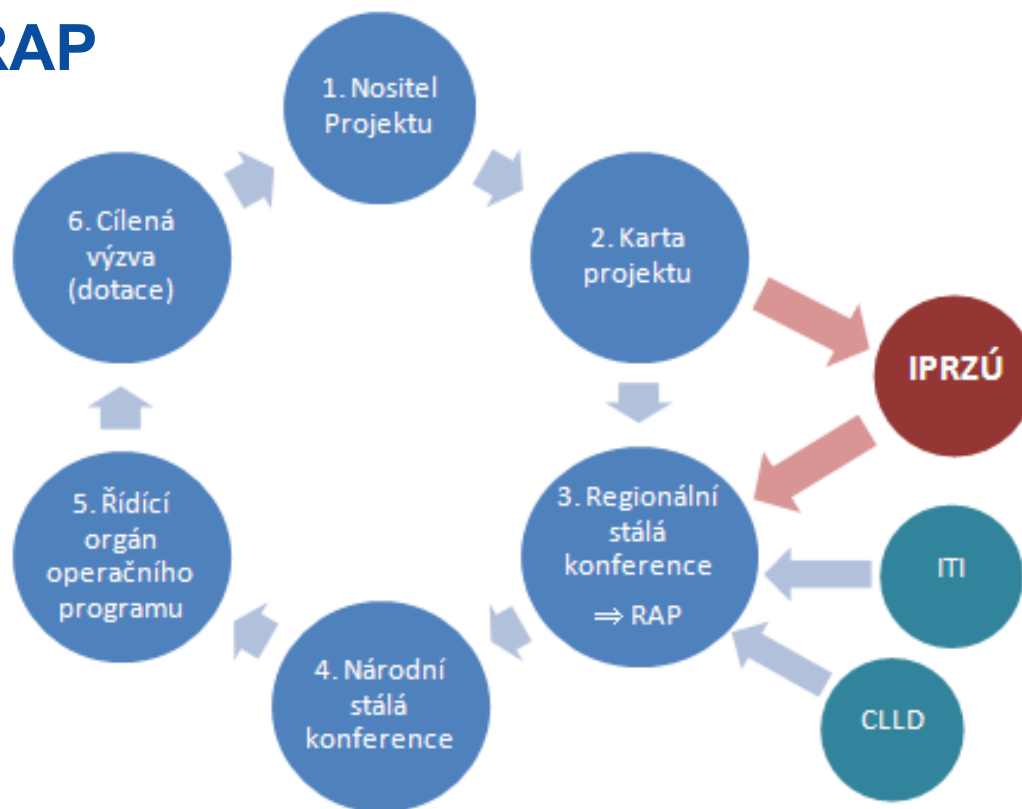 RAP
1. Nositel
Projektu
2. Karta
projektu
IPRZÚ
3. Regionální
stálá
konference
⇒ RAP
ITI
CLLD
4. Národní
stálá
konference
5. Řídící
orgán
operačního
programu
6. Cílená
výzva
(dotace)